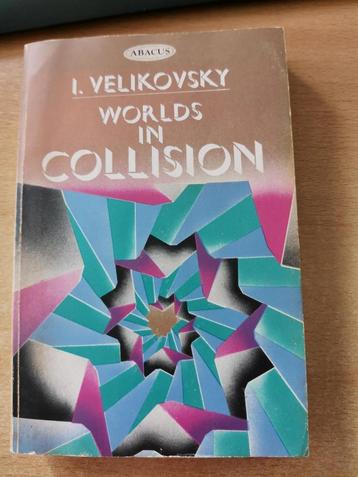 ABACUS
I. VELIKOVSKY
WORLDS
IN
COLLISION